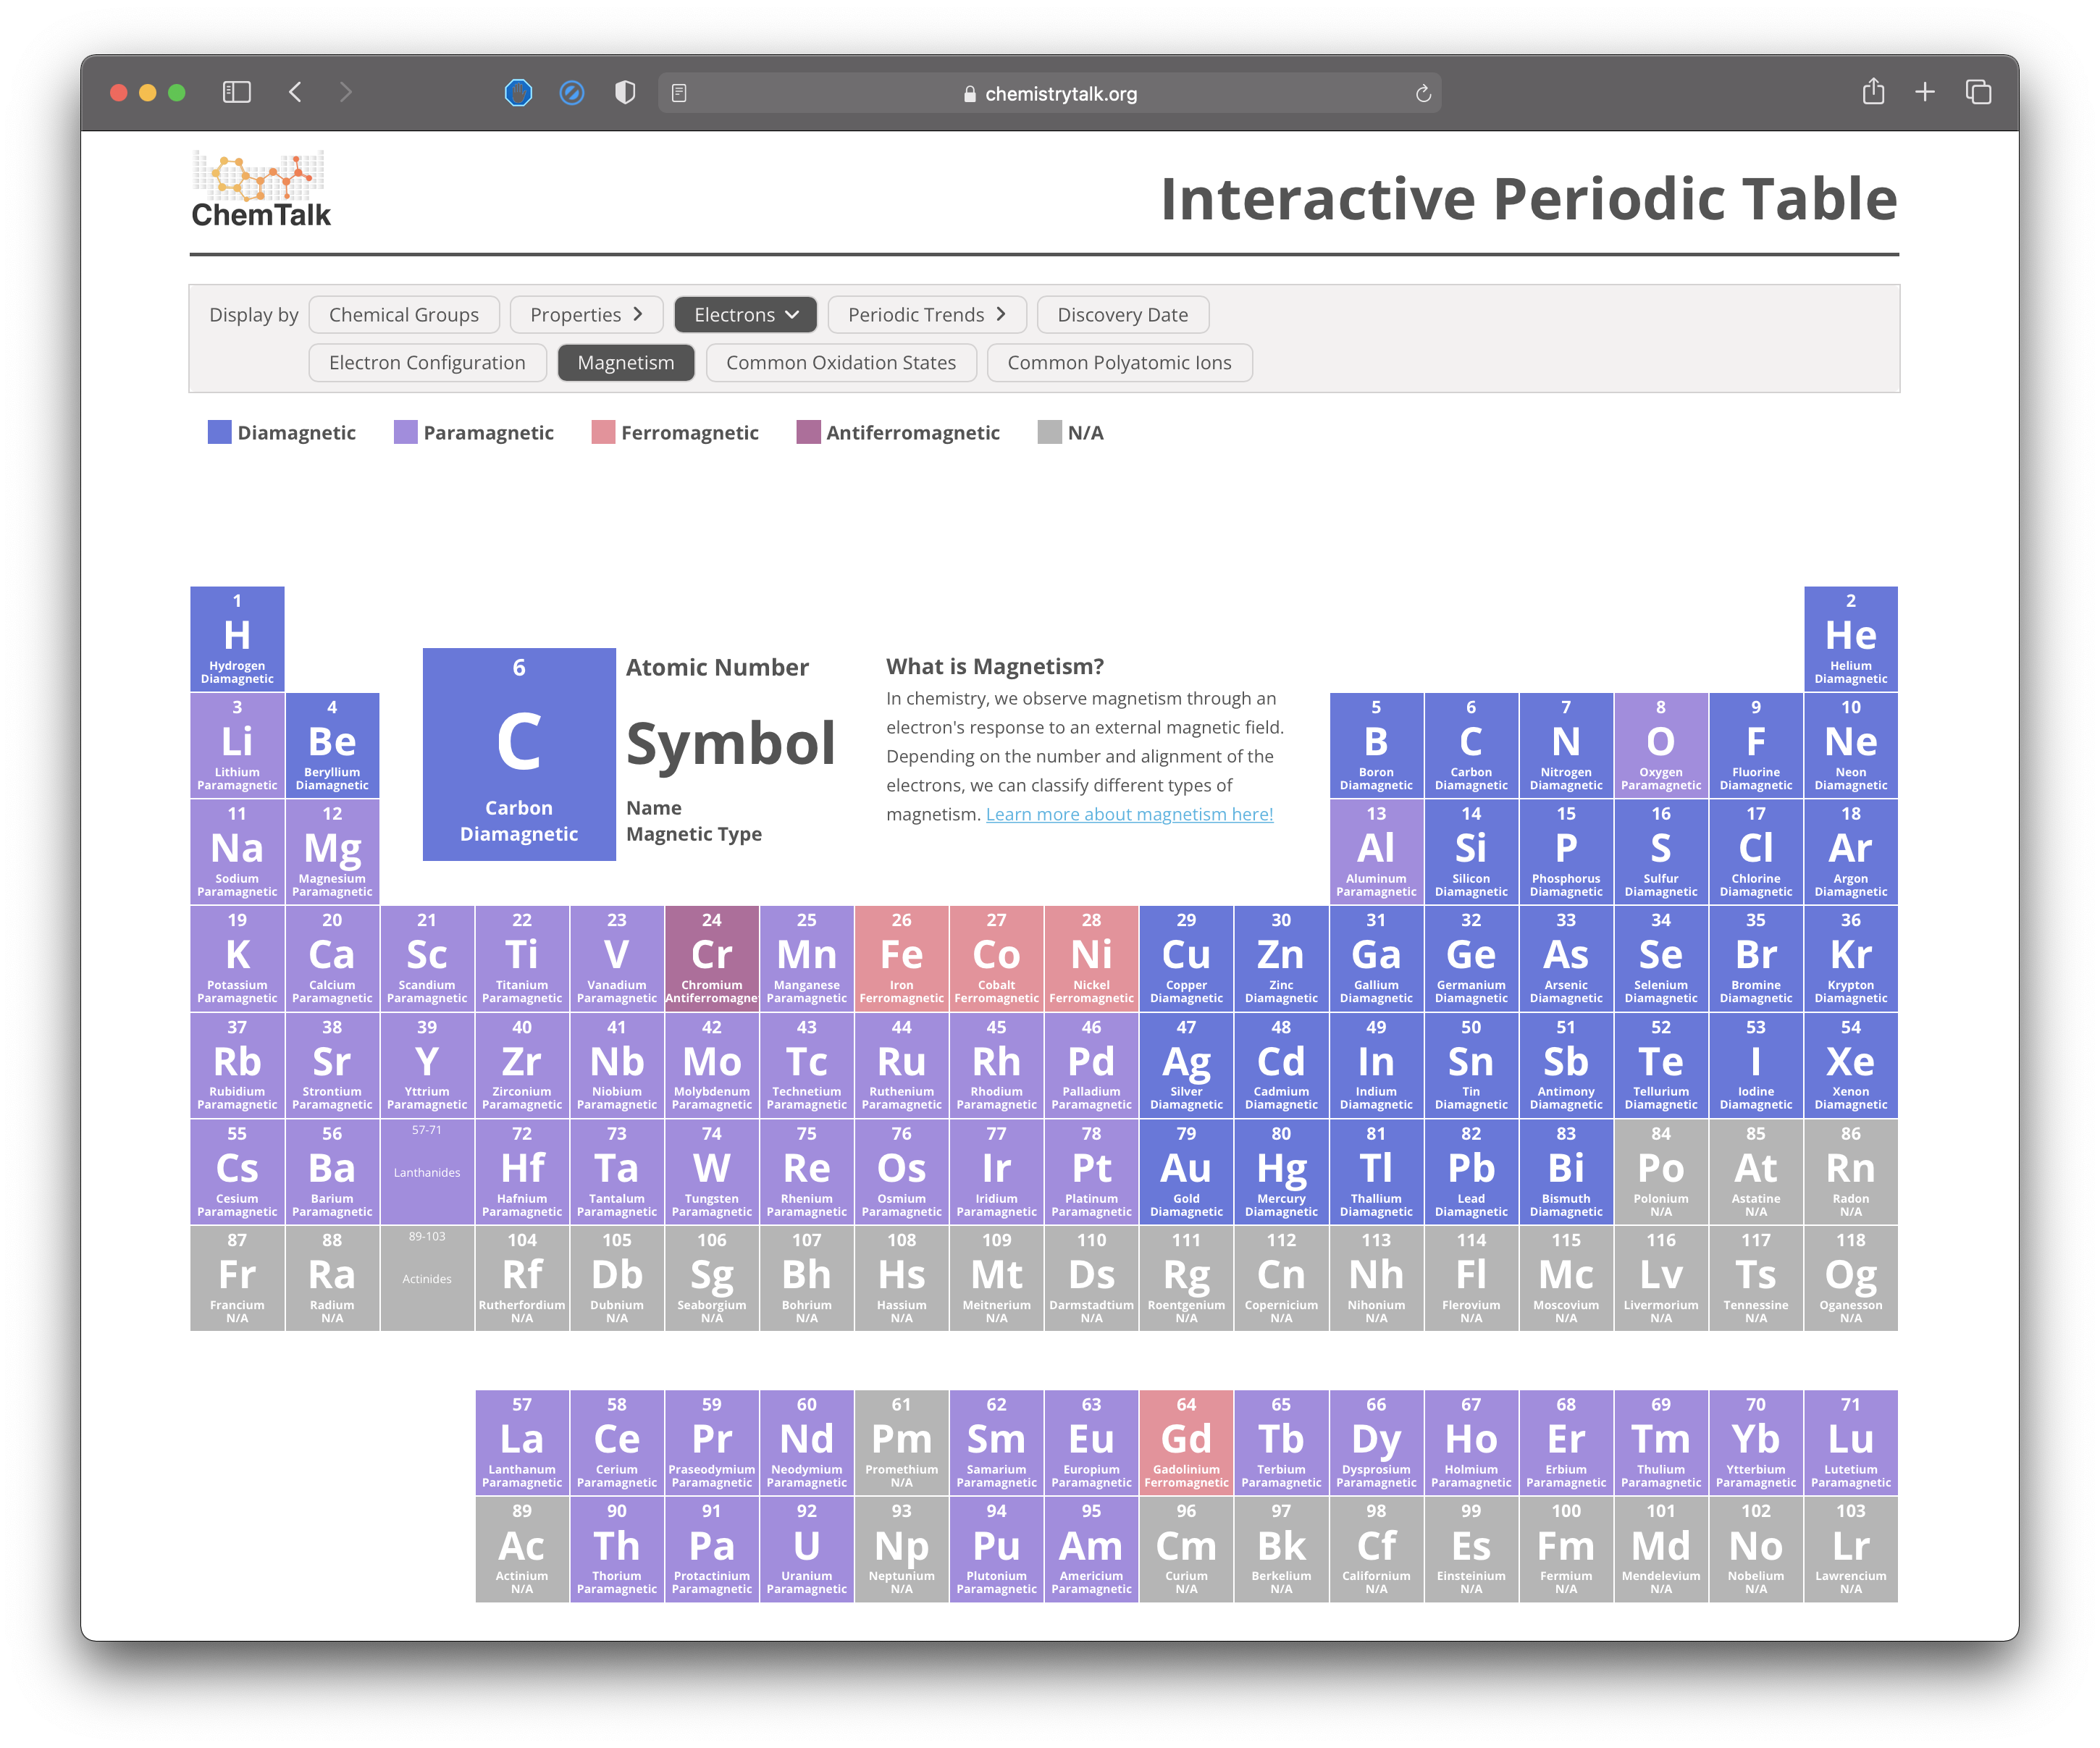 chemistrytalk.org
ChemTalk
Interactive Periodic Table
Display by Chemical Groups Properties Electrons Periodic Trends Discovery Date
Electron Configuration Magnetism Common Oxidation States Common Polyatomic Ions
Diamagnetic Paramagnetic Ferromagnetic Antiferromagnetic N/A
1 2
H He
Hydrogen Helium
Diamagnetic Diamagnetic
6 Atomic Number
C Symbol
Carbon Name
Diamagnetic Magnetic Type
What is Magnetism?
In chemistry, we observe magnetism through an
electron's response to an external magnetic field.
Depending on the number and alignment of the
electrons, we can classify different types of
magnetism. Learn more about magnetism here!
3 4 5 6 7 8 9 10
Li Be B C N O F Ne
Lithium Beryllium Boron Carbon Nitrogen Oxygen Fluorine Neon
Paramagnetic Diamagnetic Diamagnetic Diamagnetic Diamagnetic Paramagnetic Diamagnetic Diamagnetic
11 12 13 14 15 16 17 18
Na Mg Al Si P S Cl Ar
Sodium Magnesium Aluminum Silicon Phosphorus Sulfur Chlorine Argon
Paramagnetic Paramagnetic Paramagnetic Diamagnetic Diamagnetic Diamagnetic Diamagnetic Diamagnetic
19 20 21 22 23 24 25 26 27 28 29 30 31 32 33 34 35 36
K Ca Sc Ti V Cr Mn Fe Co Ni Cu Zn Ga Ge As Se Br Kr
Potassium Calcium Scandium Titanium Vanadium Chromium Manganese Iron Cobalt Nickel Copper Zinc Gallium Germanium Arsenic Selenium Bromine Krypton
Paramagnetic Paramagnetic Paramagnetic Paramagnetic Paramagnetic Antiferromagne Paramagnetic Ferromagnetic Ferromagnetic Ferromagnetic Diamagnetic Diamagnetic Diamagnetic Diamagnetic Diamagnetic Diamagnetic Diamagnetic Diamagnetic
37 38 39 40 41 42 43 44 45 46 47 48 49 50 51 52 53 54
Rb Sr Y Zr Nb Mo Tc Ru Rh Pd Ag Cd In Sn Sb Te I Xe
Rubidium Strontium Yttrium Zirconium Niobium Molybdenum Technetium Ruthenium Rhodium Palladium Silver Cadmium Indium Tin Antimony Tellurium Iodine Xenon
Paramagnetic Paramagnetic Paramagnetic Paramagnetic Paramagnetic Paramagnetic Paramagnetic Paramagnetic Paramagnetic Paramagnetic Diamagnetic Diamagnetic Diamagnetic Diamagnetic Diamagnetic Diamagnetic Diamagnetic Diamagnetic
55 56 57-71 72 73 74 75 76 77 78 79 80 81 82 83 84 85 86
Cs Ba Lanthanides Hf Ta W Re Os Ir Pt Au Hg Tl Pb Bi Po At Rn
Cesium Barium Hafnium Tantalum Tungsten Rhenium Osmium Iridium Platinum Gold Mercury Thallium Lead Bismuth Polonium Astatine Radon
Paramagnetic Paramagnetic Paramagnetic Paramagnetic Paramagnetic Paramagnetic Paramagnetic Paramagnetic Paramagnetic Diamagnetic Diamagnetic Diamagnetic Diamagnetic Diamagnetic N/A N/A N/A
87 88 89-103 104 105 106 107 108 109 110 111 112 113 114 115 116 117 118
Fr Ra Actinides Rf Db Sg Bh Hs Mt Ds Rg Cn Nh Fl Mc Lv Ts Og
Francium Radium Rutherfordium Dubnium Seaborgium Bohrium Hassium Meitnerium Darmstadtium Roentgenium Copernicium Nihonium Flerovium Moscovium Livermorium Tennessine Oganesson
N/A N/A N/A N/A N/A N/A N/A N/A N/A N/A N/A N/A N/A N/A N/A N/A N/A
57 58 59 60 61 62 63 64 65 66 67 68 69 70 71
La Ce Pr Nd Pm Sm Eu Gd Tb Dy Ho Er Tm Yb Lu
Lanthanum Cerium Praseodymium Neodymium Promethium Samarium Europium Gadolinium Terbium Dysprosium Holmium Erbium Thulium Ytterbium Lutetium
Paramagnetic Paramagnetic Paramagnetic Paramagnetic N/A Paramagnetic Paramagnetic Ferromagnetic Paramagnetic Paramagnetic Paramagnetic Paramagnetic Paramagnetic Paramagnetic Paramagnetic
89 90 91 92 93 94 95 96 97 98 99 100 101 102 103
Ac Th Pa U Np Pu Am Cm Bk Cf Es Fm Md No Lr
Actinium Thorium Protactinium Uranium Neptunium Plutonium Americium Curium Berkelium Californium Einsteinium Fermium Mendelevium Nobelium Lawrencium
N/A Paramagnetic Paramagnetic Paramagnetic N/A Paramagnetic Paramagnetic N/A N/A N/A N/A N/A N/A N/A N/A